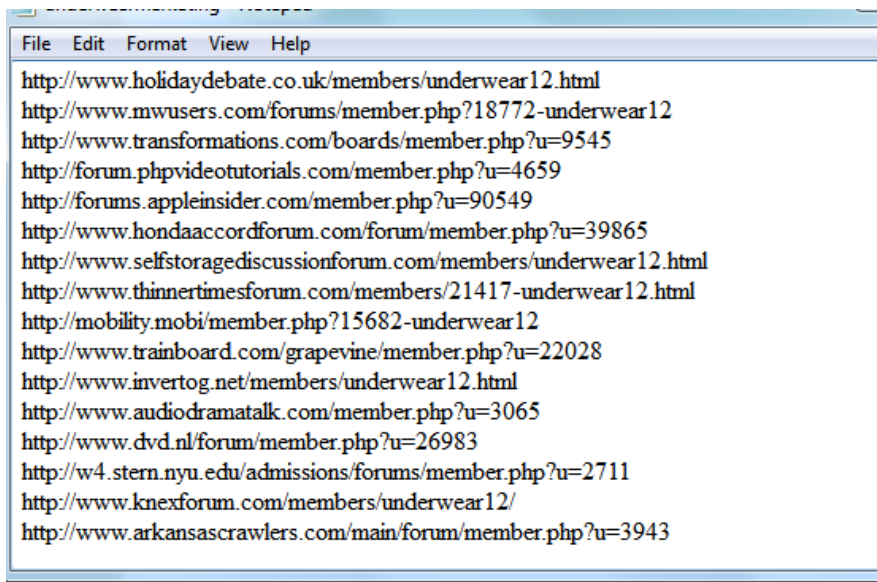 File Edit Format View Help
http://www.holidaydebate.co.uk/members/underwear12.html
http://www.mwusers.com/forums/member.php?18772-underwear12
http://www.transformations.com/boards/member.php?u=9545
http://forum.phpvideotutorials.com/member.php?u=4659
http://forums.appleinsider.com/member.php?u=90549
http://www.hondaaccordforum.com/forum/member.php?u=39865
http://www.selfstoragediscussionforum.com/members/underwear12.html
http://www.thinnertimesforum.com/members/21417-underwear12.html
http://mobility.mobi/member.php?15682-underwear12
http://www.trainboard.com/grapevine/member.php?u=22028
http://www.invertog.net/members/underwear12.html
http://www.audiodramatalk.com/member.php?u=3065
http://www.dvd.nl/forum/member.php?u=26983
http://w4.stern.nyu.edu/admissions/forums/member.php?u=2711
http://www.knexforum.com/members/underwear12/
http://www.arkansascrawlers.com/main/forum/member.php?u=3943